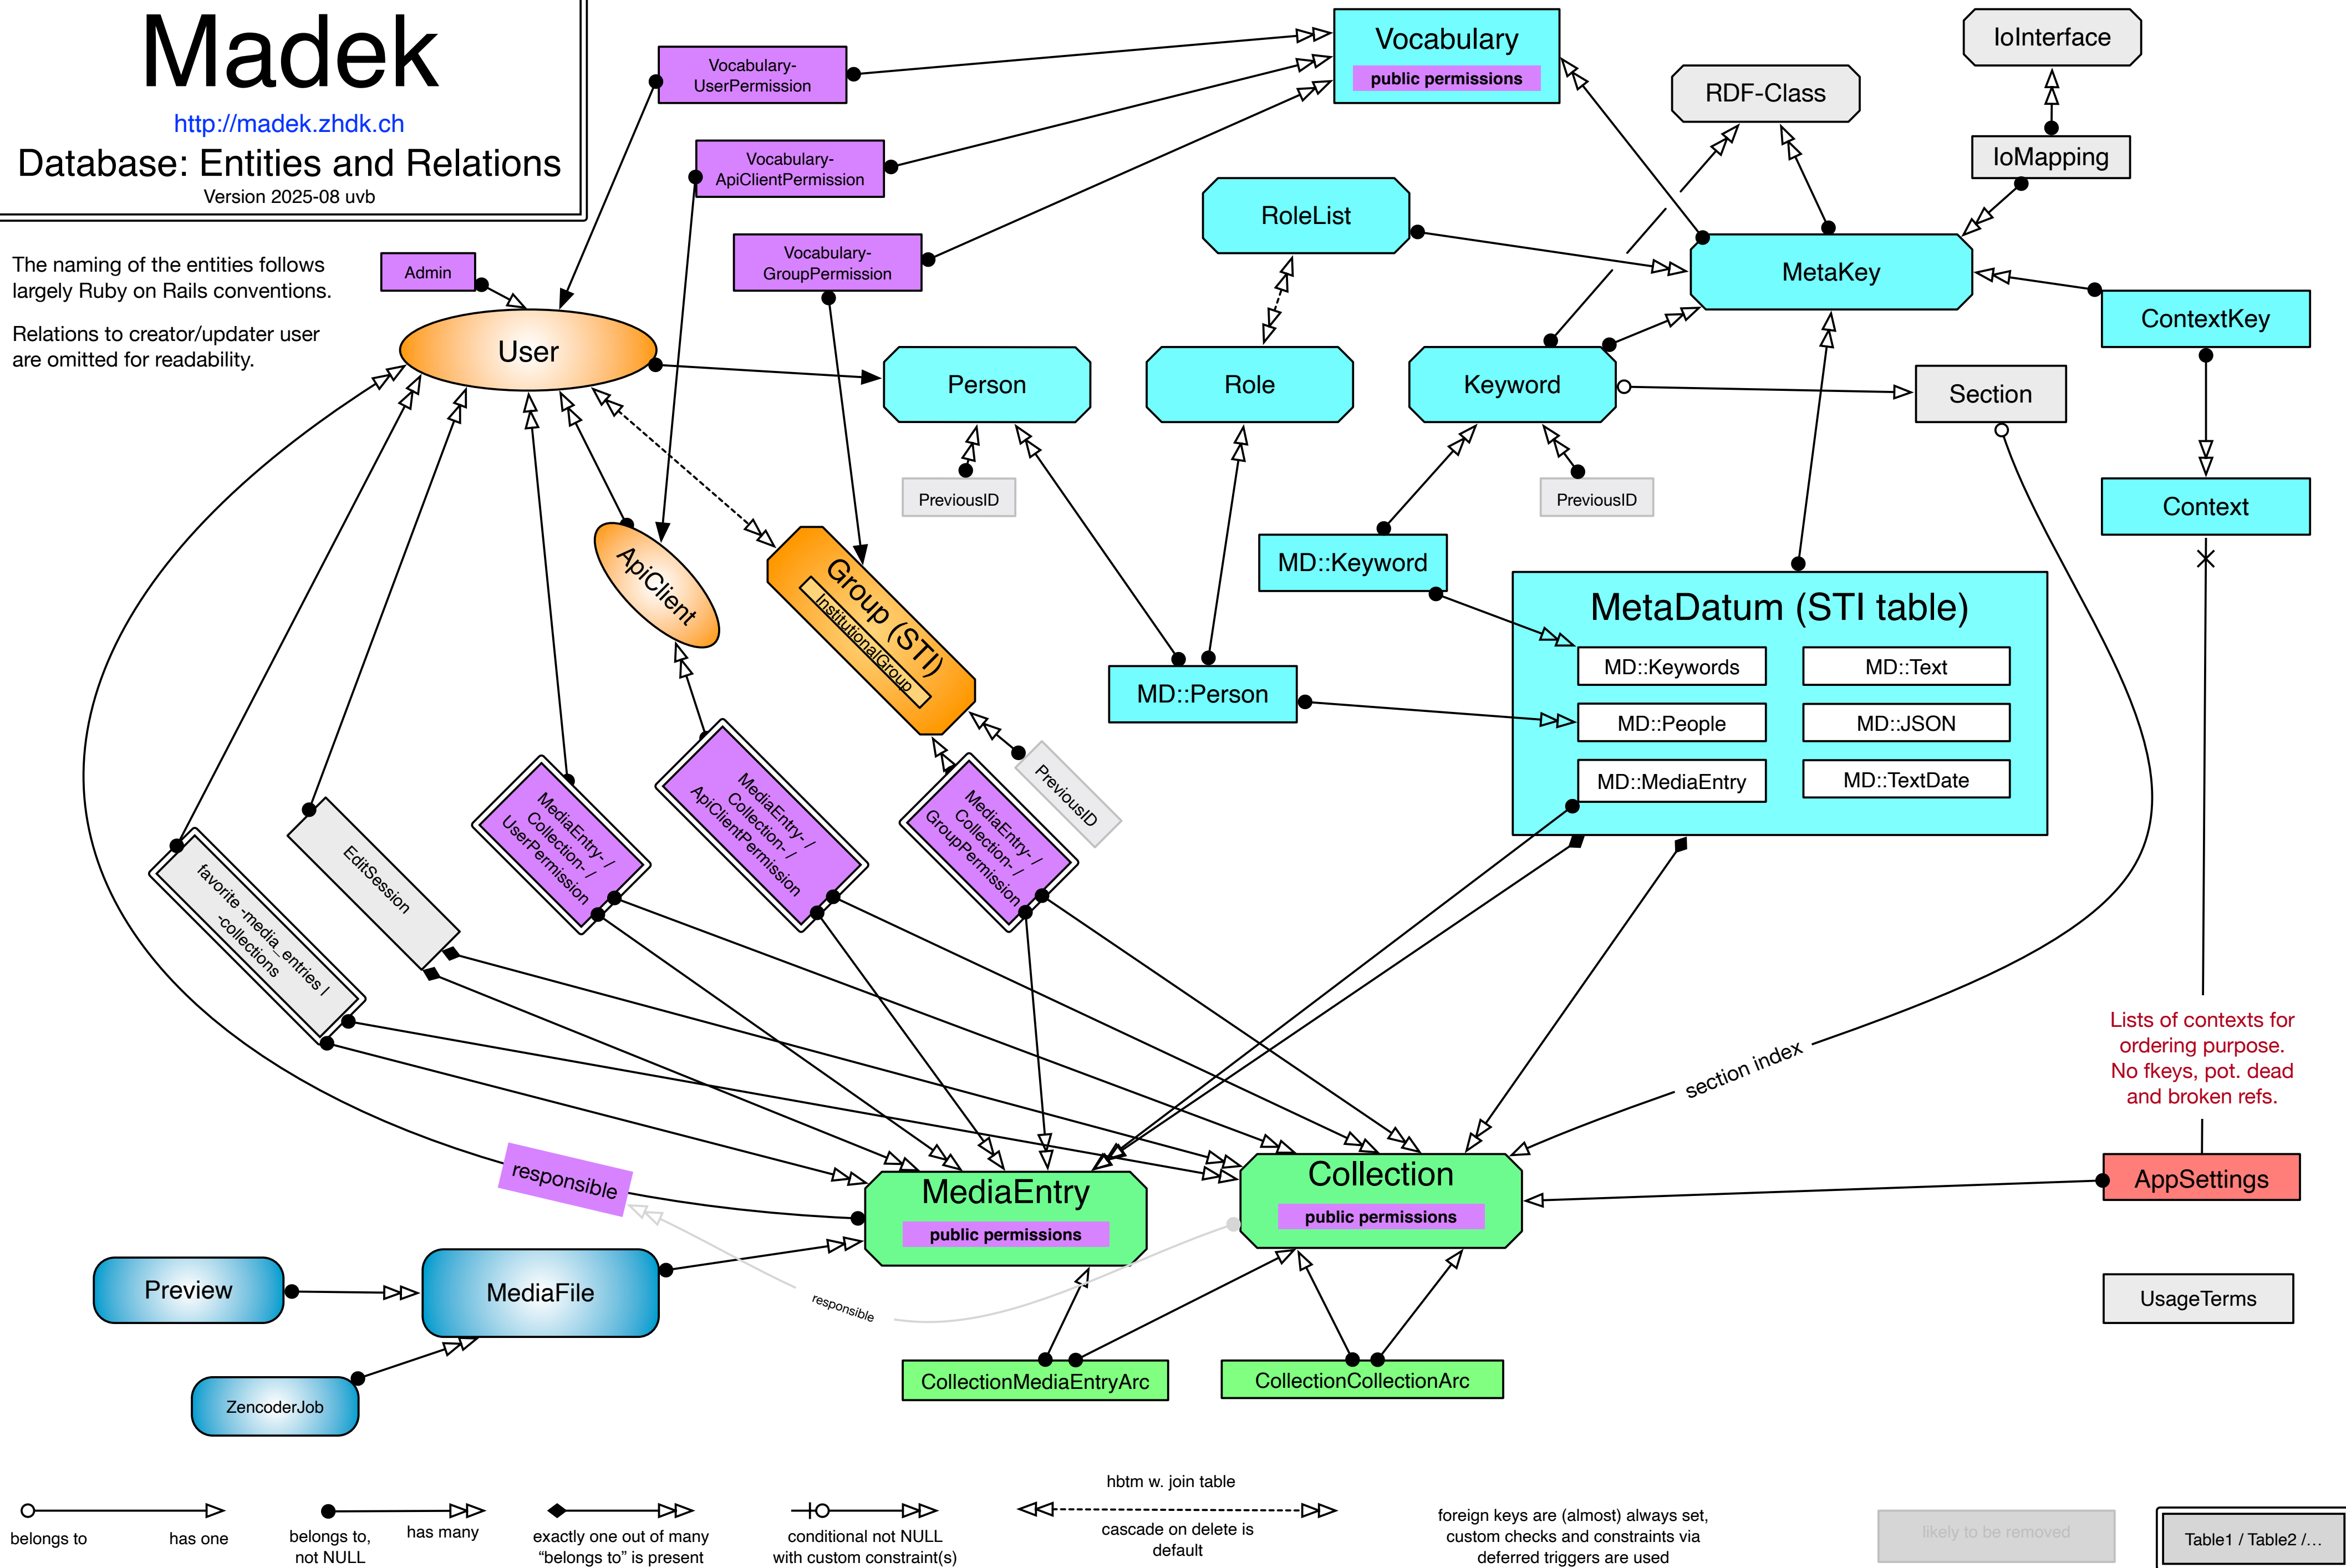 Madek
http://madek.zhdk.ch
Database: Entities and Relations
Version 2025-08 uvb
The naming of the entities follows
largely Ruby on Rails conventions.
Relations to creator/updater user
are omitted for readability.
Vocabulary-
UserPermission
Vocabulary-
ApiClientPermission
Vocabulary-
GroupPermission
Admin
User
Vocabulary
public permissions
RDF-Class
IoInterface
IoMapping
RoleList
MetaKey
ContextKey
Person
Role
Keyword
Section
PreviousID
PreviousID
Context
ApiClient
Group (STI)
InstitutionalGroup
MD::Keyword
MD::Person
MetaDatum (STI table)
MD::Keywords
MD::Text
MD::People
MD::JSON
MD::MediaEntry
MD::TextDate
PreviousID
MediaEntry- /
Collection- /
UserPermission
MediaEntry- /
Collection- /
ApiClientPermission
MediaEntry- /
Collection- /
GroupPermission
EditSession
favorite -media_entries /
-collections
Lists of contexts for
ordering purpose.
No fkeys, pot. dead
and broken refs.
section index
responsible
MediaEntry
public permissions
Collection
public permissions
AppSettings
responsible
Preview
MediaFile
UsageTerms
ZencoderJob
CollectionMediaEntryArc
CollectionCollectionArc
belongs to
has one
belongs to,
not NULL
has many
exactly one out of many
“belongs to” is present
conditional not NULL
with custom constraint(s)
hbtm w. join table
cascade on delete is
default
foreign keys are (almost) always set,
custom checks and constraints via
deferred triggers are used
likely to be removed
Table1 / Table2 /…